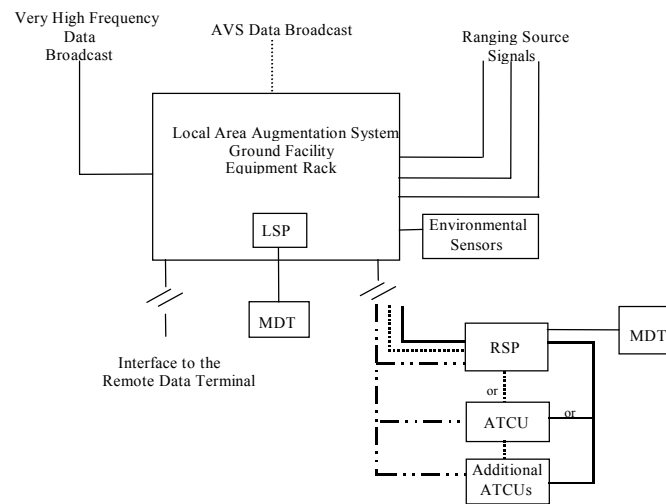 Very High Frequency
Data
Broadcast
AVS Data Broadcast
Ranging Source
Signals
Local Area Augmentation System
Ground Facility
Equipment Rack
LSP
Environmental
Sensors
MDT
Interface to the
Remote Data Terminal
RSP
MDT
or
ATCU
or
Additional
ATCUs